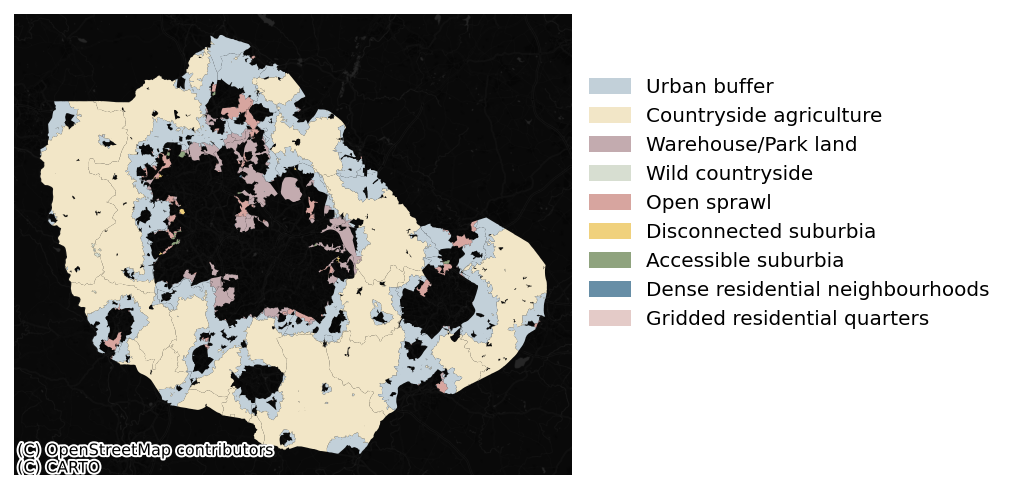 Urban buffer
Countryside agriculture
Warehouse/Park land
Wild countryside
Open sprawl
Disconnected suburbia
Accessible suburbia
Dense residential neighbourhoods
Gridded residential quarters
(C) OpenStreetMap contributors
(C) CARTO